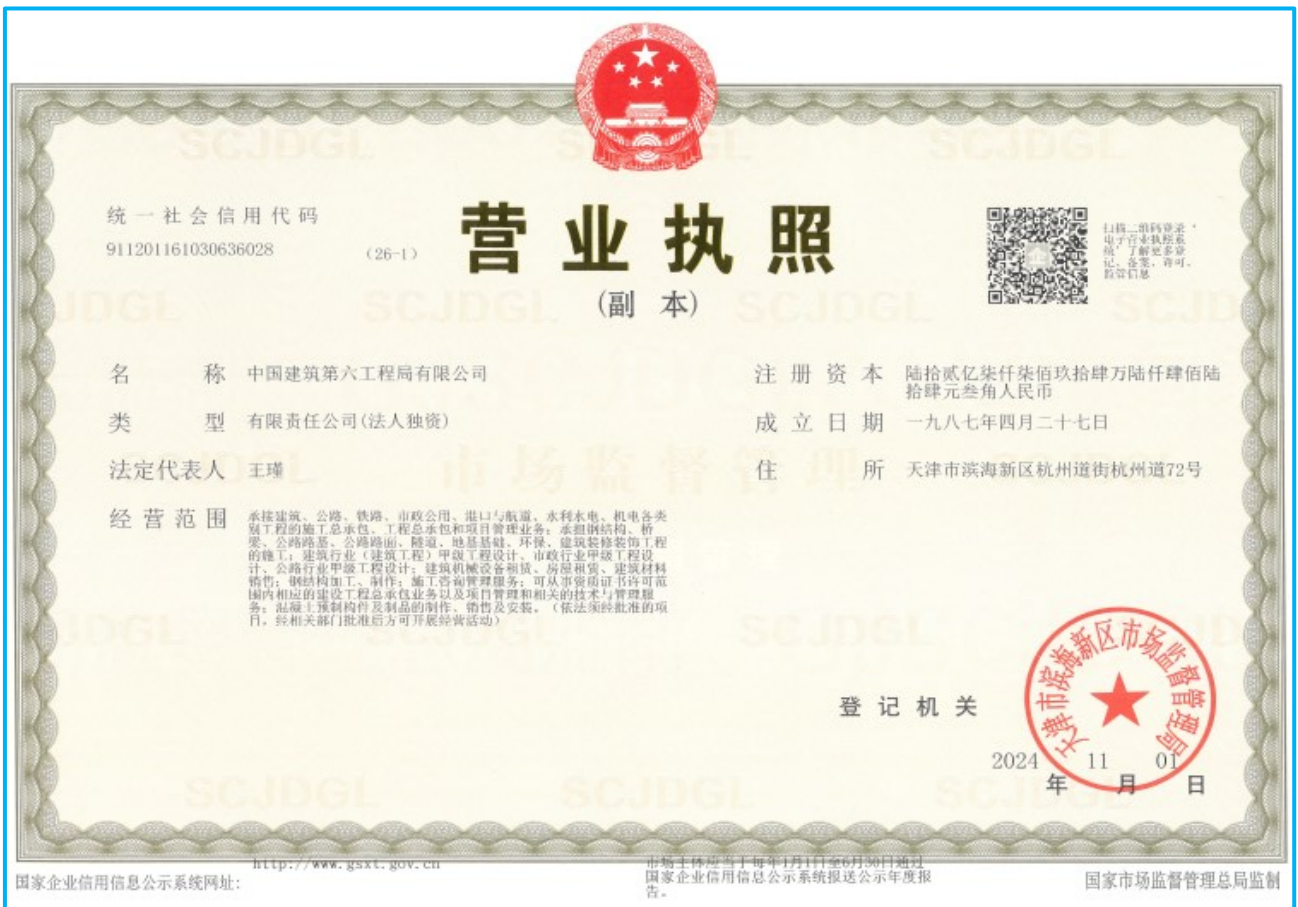 统一社会信用代码
911201161030636028
(26-1)
营业执照
(副 本)
扫描二维码登录‘
电子营业执照系
统’了解更多登
记、备案、许可、
监管信息
名 称 中国建筑第六工程局有限公司
类 型 有限责任公司(法人独资)
法定代表人 王瑾
经营范围 承接建筑、公路、铁路、市政公用、港口与航道、水利水电、机电各类
别工程的施工总承包、工程总承包和项目管理业务；承担钢结构、桥
梁、公路路基、公路路面、隧道、地基基础、环保、建筑装修装饰工程
的施工；建筑行业（建筑工程）甲级工程设计、市政行业甲级工程设
计、公路行业甲级工程设计；建筑机械设备租赁、房屋租赁、建筑材料
销售；钢结构加工、制作；施工咨询管理服务；可从事资质证书许可范
围内相应的建设工程总承包业务以及项目管理和相关的技术与管理服
务；混凝土预制构件及制品的制作、销售及安装。（依法须经批准的项
目，经相关部门批准后方可开展经营活动）
注册资本 陆拾贰亿柒仟柒佰玖拾肆万陆仟肆佰陆
拾肆元叁角人民币
成立日期 一九八七年四月二十七日
住 所 天津市滨海新区杭州道街杭州道72号
登记机关
天津市滨海新区市场监督管理局
2024 年 11 月 01 日
http://www.gsxt.gov.cn
国家企业信用信息公示系统网址：
市场主体应当于每年1月1日至6月30日通过
国家企业信用信息公示系统报送公示年度报
告。
国家市场监督管理总局监制
SCJDGL
市场监督管理